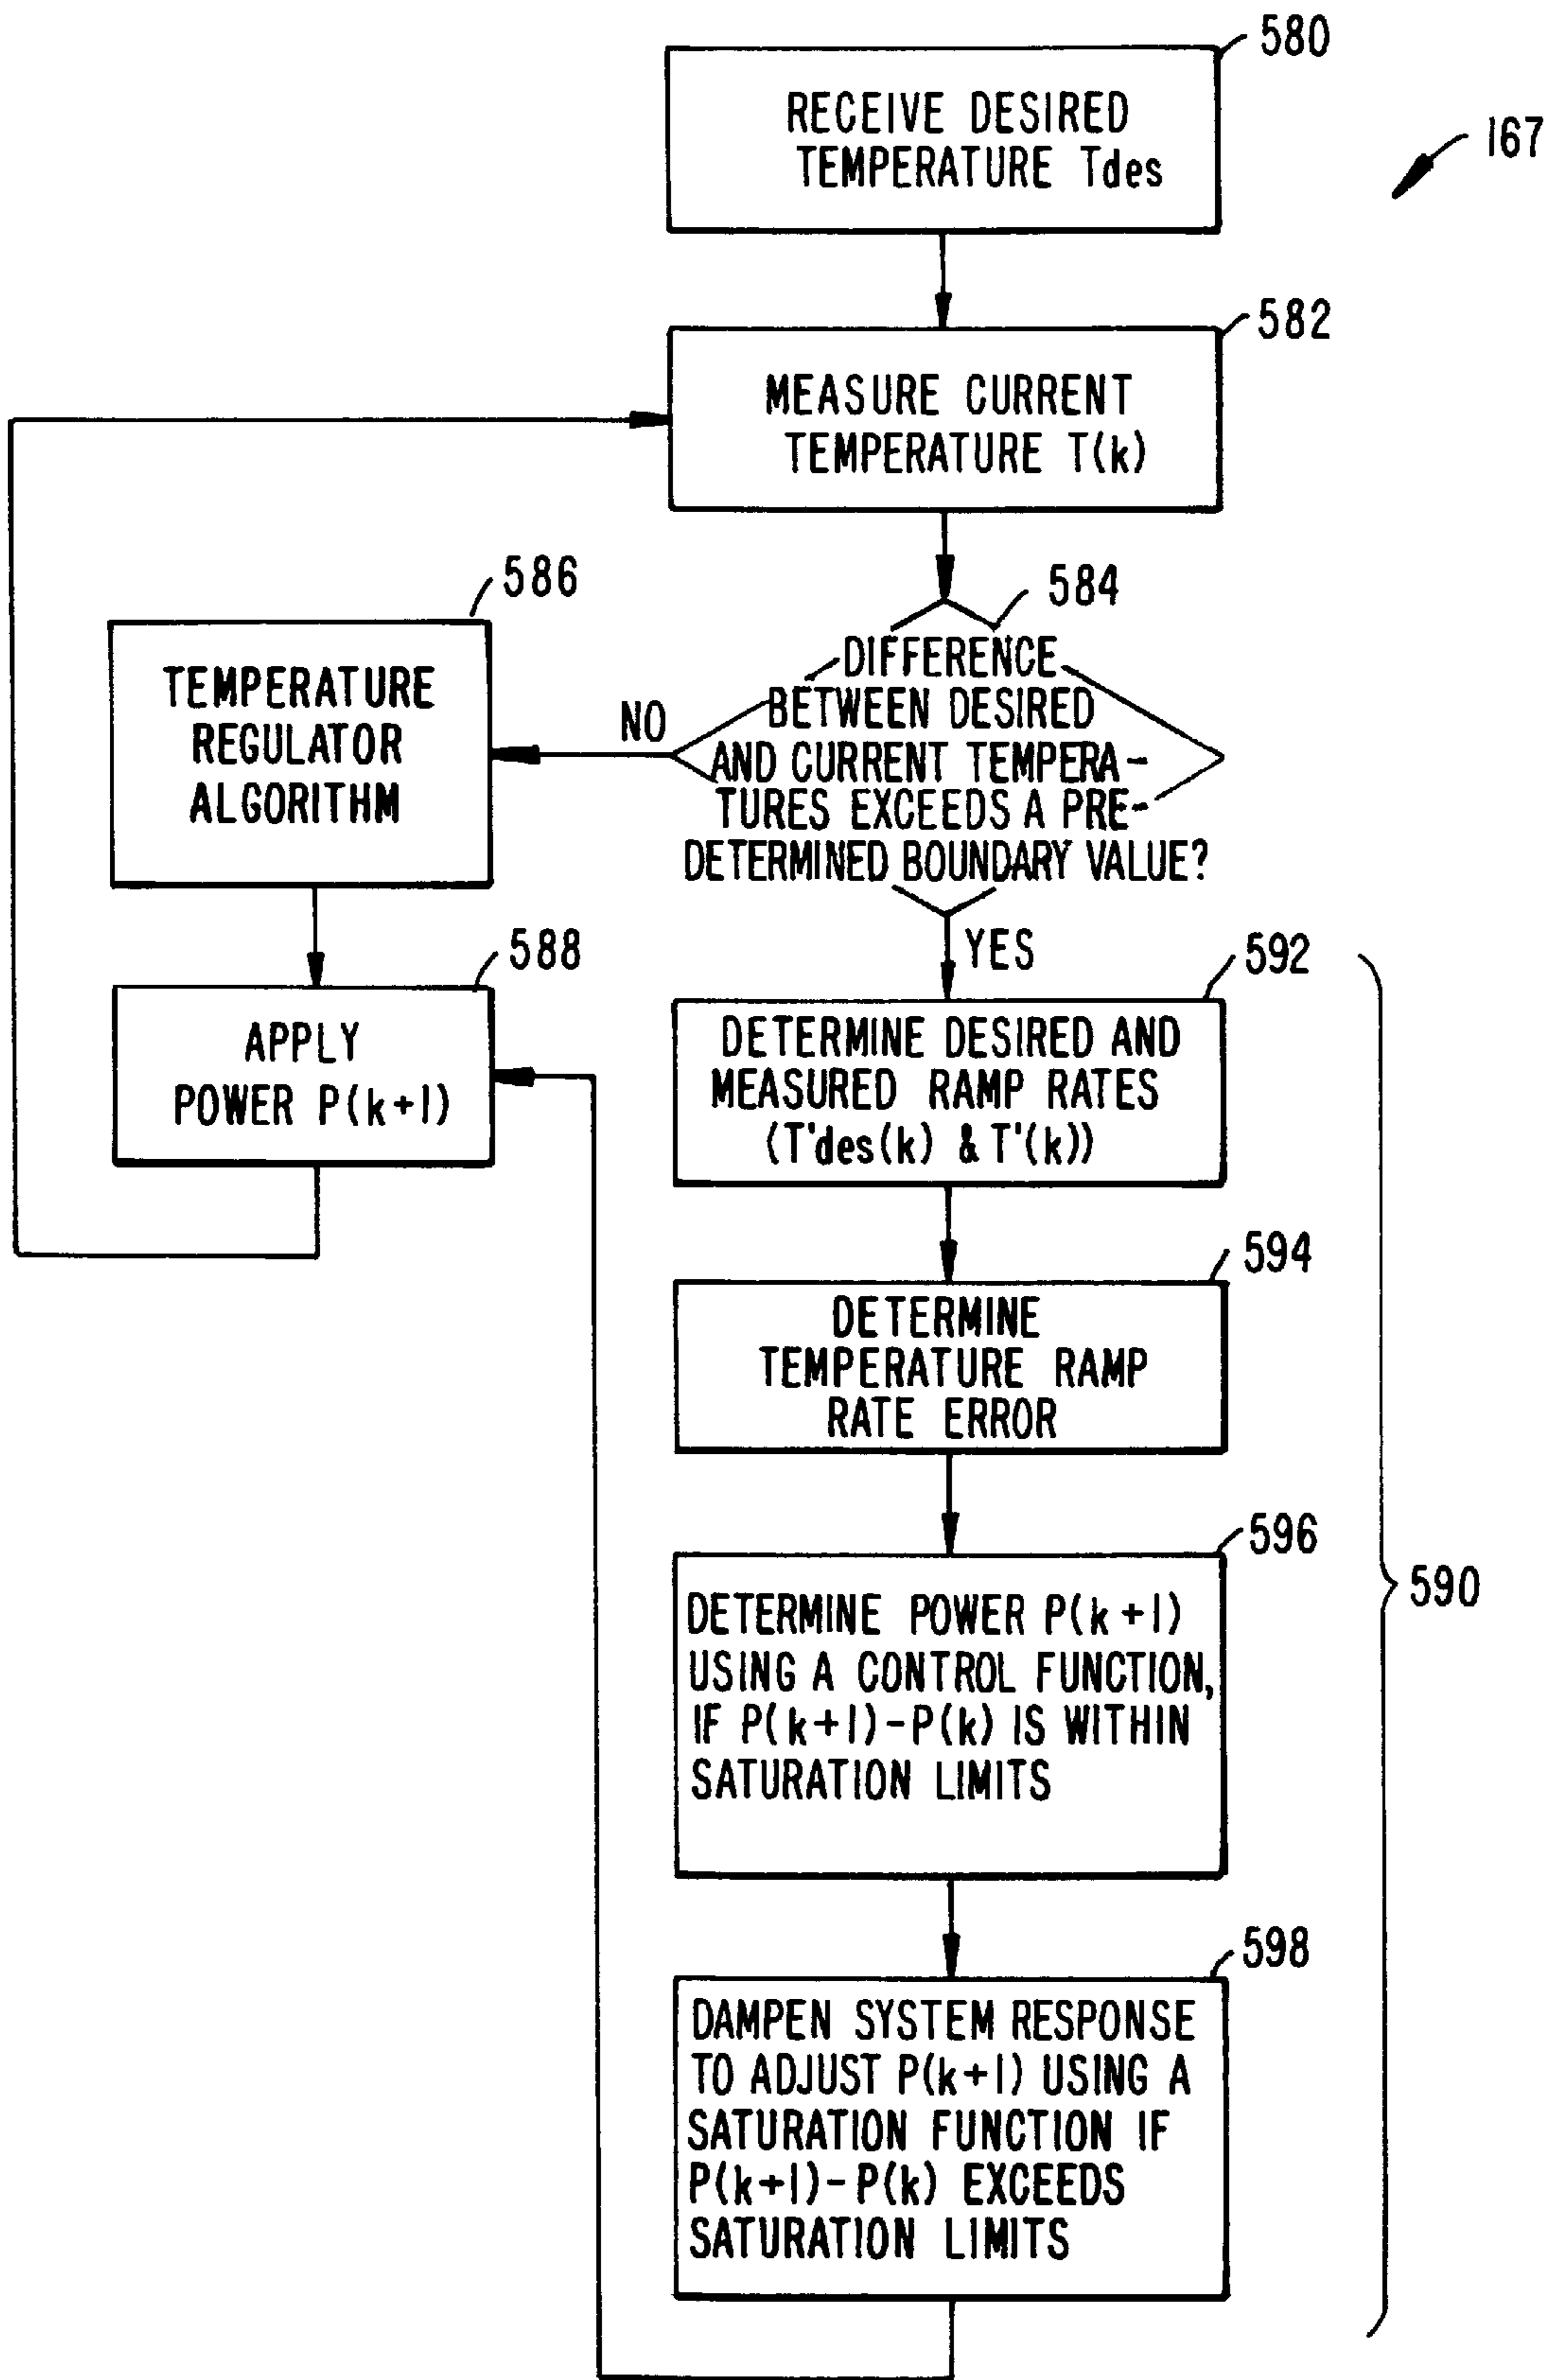 580
RECEIVE DESIRED
TEMPERATURE Tdes
167
582
MEASURE CURRENT
TEMPERATURE T(k)
584
DIFFERENCE
BETWEEN DESIRED
AND CURRENT TEMPERA-
TURES EXCEEDS A PRE-
DETERMINED BOUNDARY VALUE?
NO
YES
586
TEMPERATURE
REGULATOR
ALGORITHM
588
APPLY
POWER P(k+1)
592
DETERMINE DESIRED AND
MEASURED RAMP RATES
(T'des(k) & T'(k))
594
DETERMINE
TEMPERATURE RAMP
RATE ERROR
596
DETERMINE POWER P(k+1)
USING A CONTROL FUNCTION,
IF P(k+1)-P(k) IS WITHIN
SATURATION LIMITS
590
598
DAMPEN SYSTEM RESPONSE
TO ADJUST P(k+1) USING A
SATURATION FUNCTION IF
P(k+1)-P(k) EXCEEDS
SATURATION LIMITS